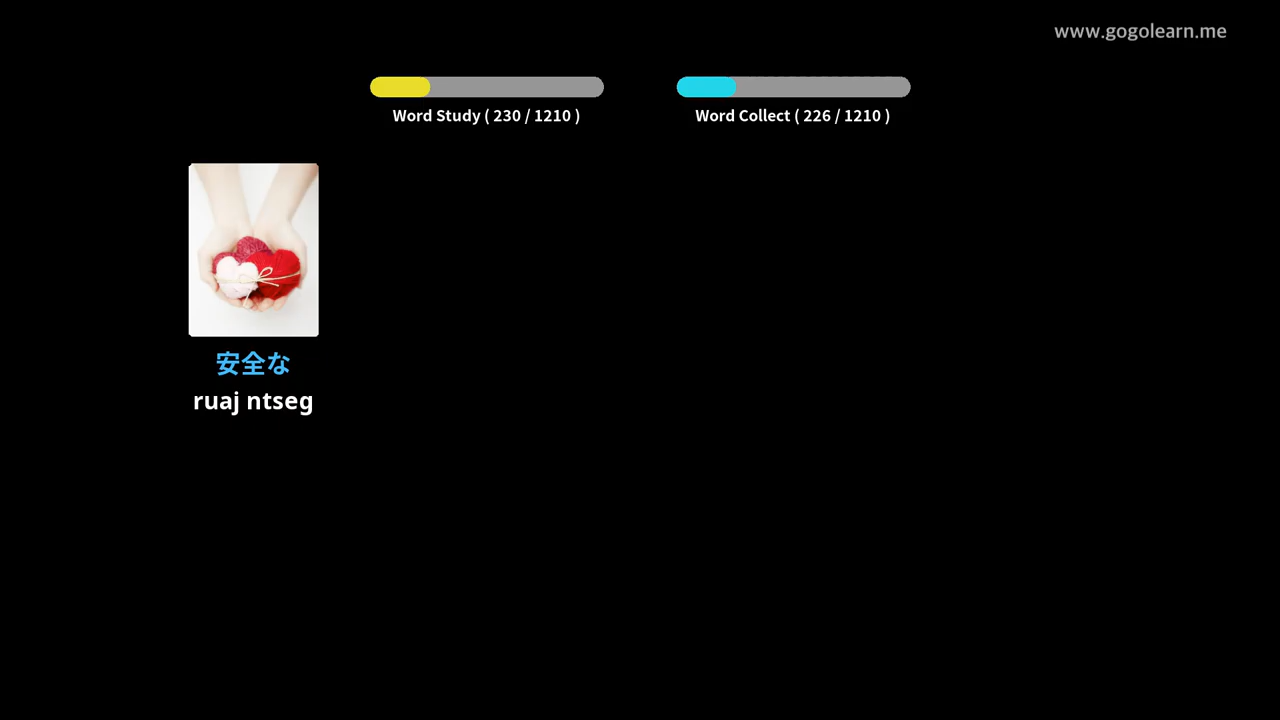 www.gogolearn.me
Word Study ( 230 / 1210 )
Word Collect ( 226 / 1210 )
安全な
ruaj ntseg